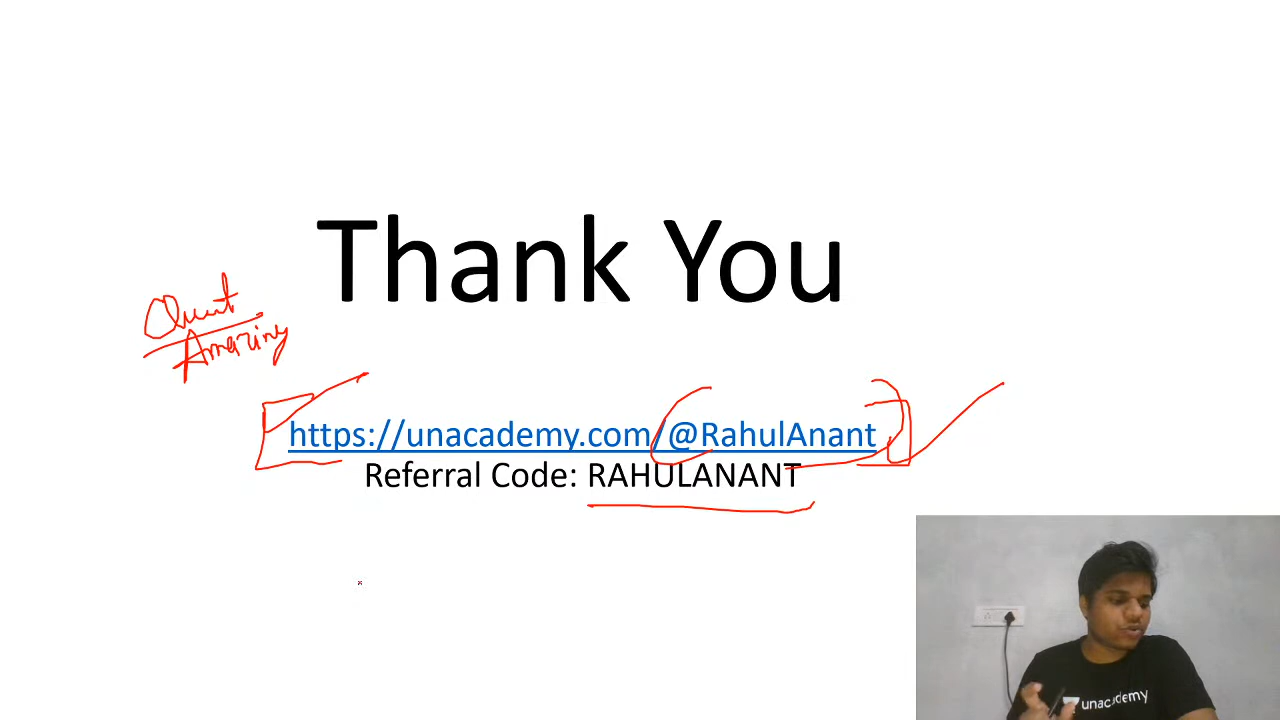 Thank You
Quant
Amazing
https://unacademy.com/@RahulAnant
Referral Code: RAHULANANT
unacademy